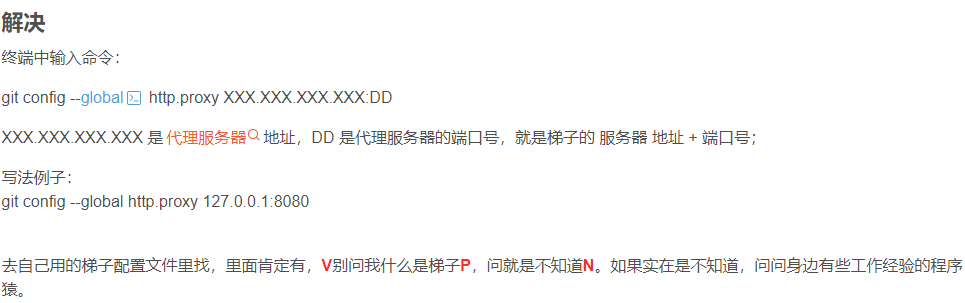 解决
终端中输入命令：
git config --global http.proxy XXX.XXX.XXX.XXX:DD
XXX.XXX.XXX.XXX 是 代理服务器 地址，DD 是代理服务器的端口号，就是梯子的 服务器 地址 + 端口号；
写法例子：
git config --global http.proxy 127.0.0.1:8080
去自己用的梯子配置文件里找，里面肯定有，V别问我什么是梯子P，问就是不知道N。如果实在是不知道，问问身边有些工作经验的程序
猿。